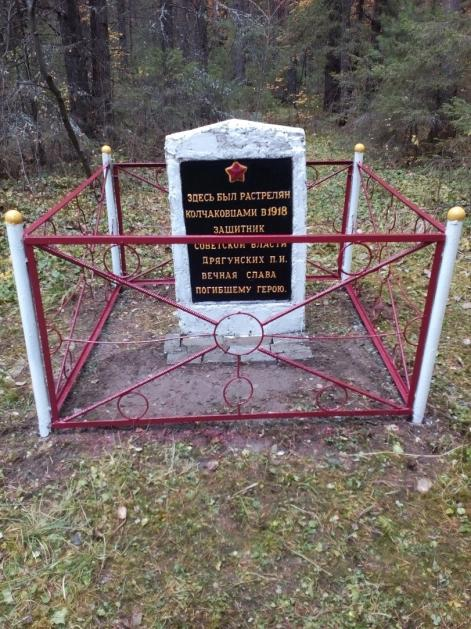 ЗДЕСЬ БЫЛ РАСТРЕЛЯН
КОЛЧАКОВЦАМИ В 1918
ЗАЩИТНИК
СОВЕТСКОЙ ВЛАСТИ
ДРЯГУНСКИХ П.И.
ВЕЧНАЯ СЛАВА
ПОГИБШЕМУ ГЕРОЮ.